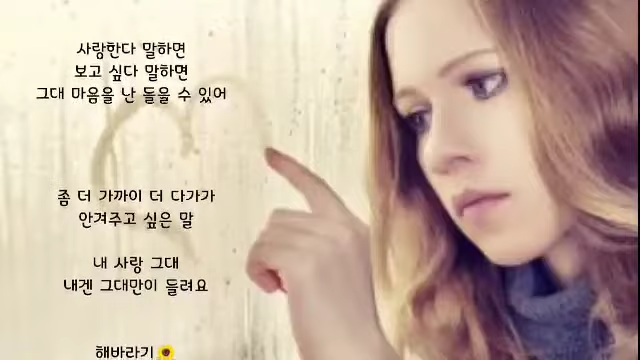 사랑한다 말하면
보고 싶다 말하면
그대 마음을 난 돌을 수 있어
좀 더 가까이 더 다가가
안겨주고 싶은 말
내 사랑 그대
내겐 그대만이 들려요
해바라기🌻